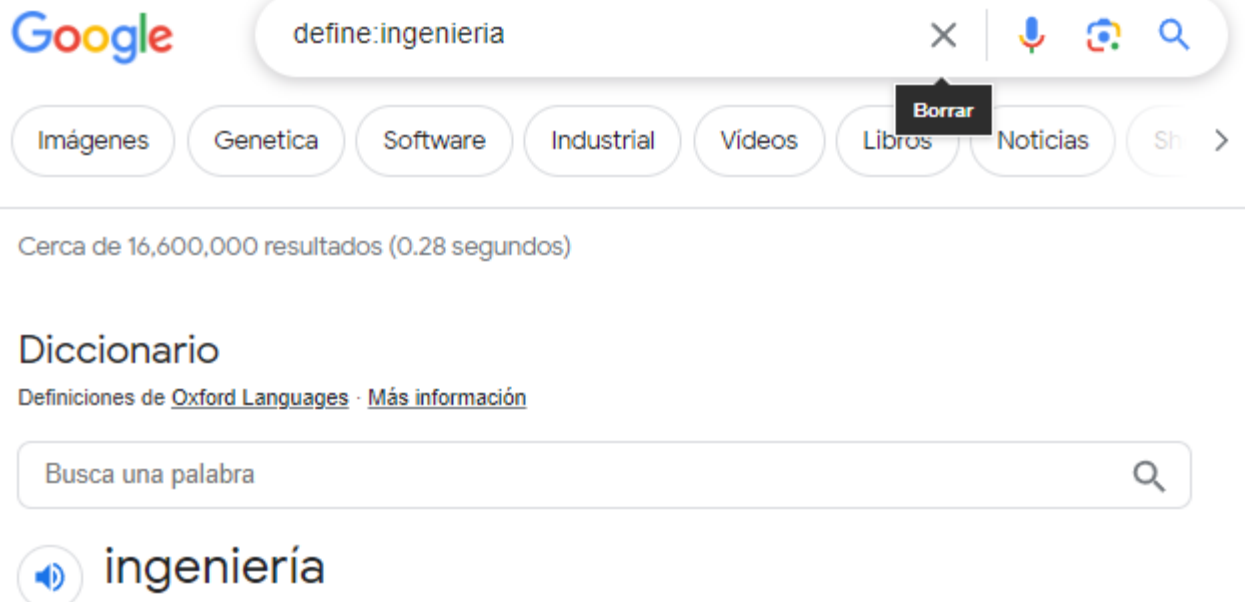 Google define:ingenieria
Borrar
Imágenes Genetica Software Industrial Vídeos Libros Noticias
Cerca de 16,600,000 resultados (0.28 segundos)
Diccionario
Definiciones de Oxford Languages · Más información
Busca una palabra
ingeniería